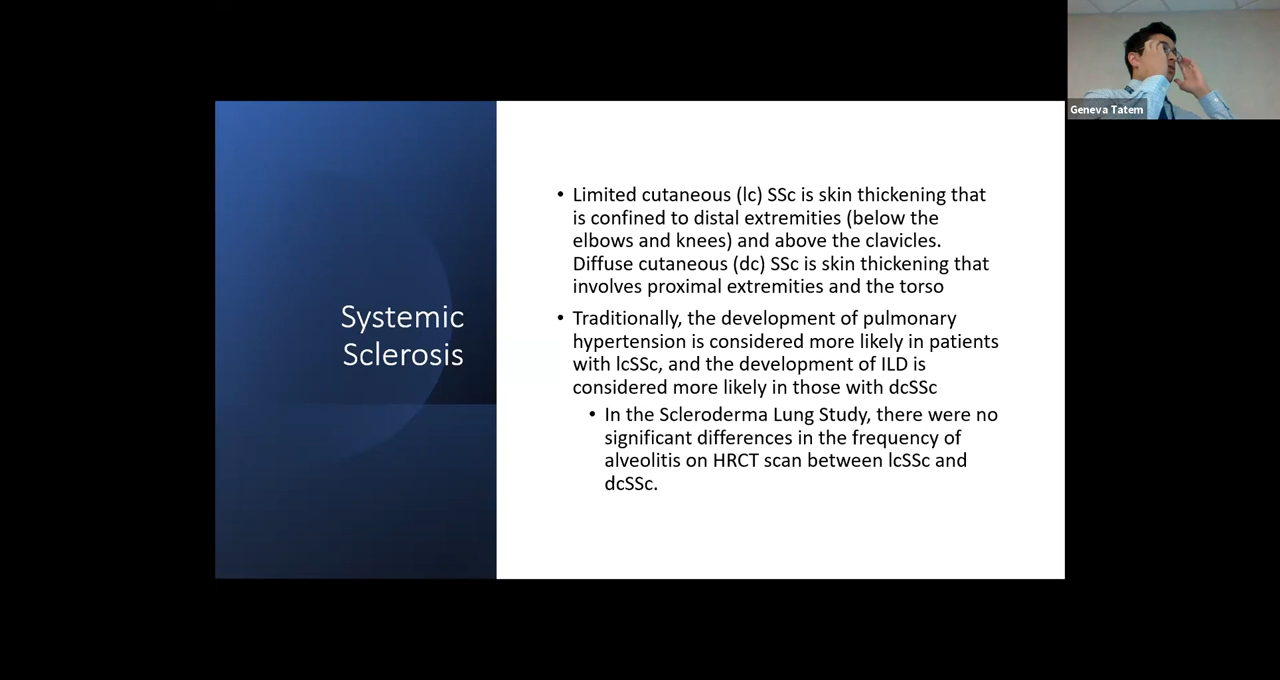 Geneva Tatem
Systemic
Sclerosis
• Limited cutaneous (lc) SSc is skin thickening that
is confined to distal extremities (below the
elbows and knees) and above the clavicles.
Diffuse cutaneous (dc) SSc is skin thickening that
involves proximal extremities and the torso
• Traditionally, the development of pulmonary
hypertension is considered more likely in patients
with lcSSc, and the development of ILD is
considered more likely in those with dcSSc
• In the Scleroderma Lung Study, there were no
significant differences in the frequency of
alveolitis on HRCT scan between lcSSc and
dcSSc.